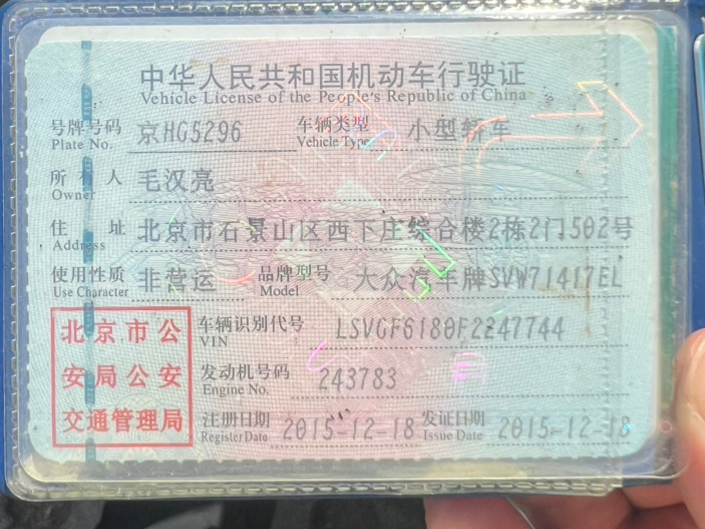 中华人民共和国机动车行驶证
Vehicle License of the People's Republic of China
号牌号码 京HG5296 车辆类型 小型轿车
Plate No. Vehicle Type
所有人 毛汉亮
Owner
住址 北京市石景山区西下庄综合楼2栋2门502号
Address
使用性质 非营运 品牌型号 大众汽车牌SVW71417EL
Use Character Model
北京市公
安局公安
交通管理局
车辆识别代号 LSVGF6180F2247744
VIN
发动机号码 243783
Engine No.
注册日期 2015-12-18 发证日期 2015-12-18
Register Date Issue Date